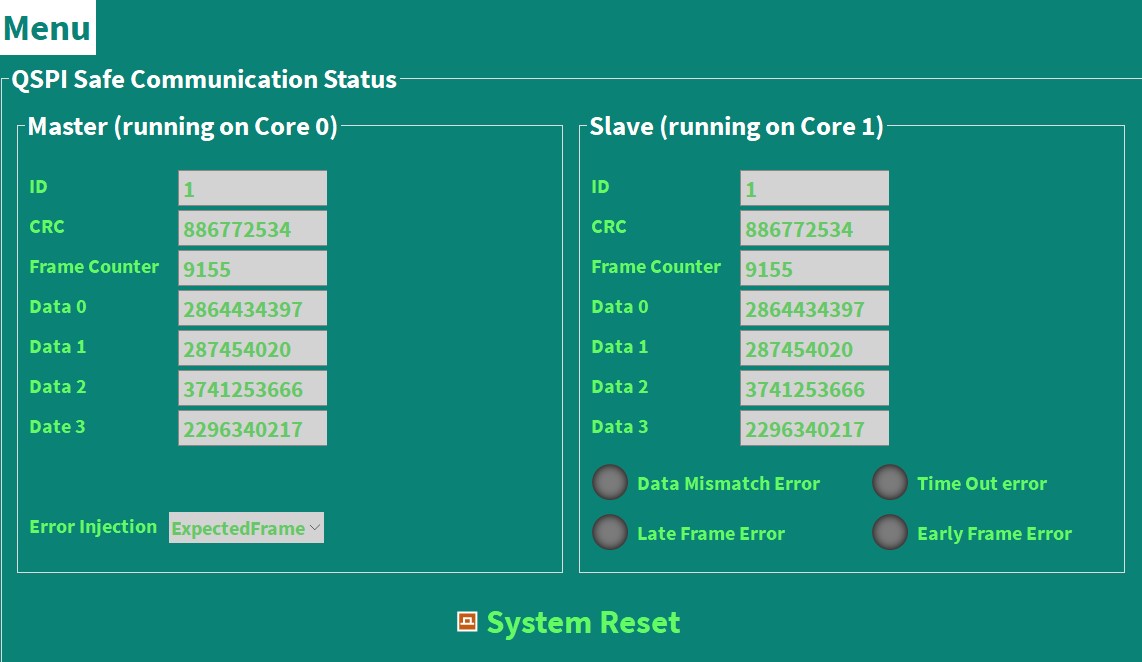 Menu
QSPI Safe Communication Status
Master (running on Core 0)
ID 1
CRC 886772534
Frame Counter 9155
Data 0 2864434397
Data 1 287454020
Data 2 3741253666
Date 3 2296340217
Error Injection ExpectedFrame
Slave (running on Core 1)
ID 1
CRC 886772534
Frame Counter 9155
Data 0 2864434397
Data 1 287454020
Data 2 3741253666
Data 3 2296340217
Data Mismatch Error Time Out error
Late Frame Error Early Frame Error
System Reset